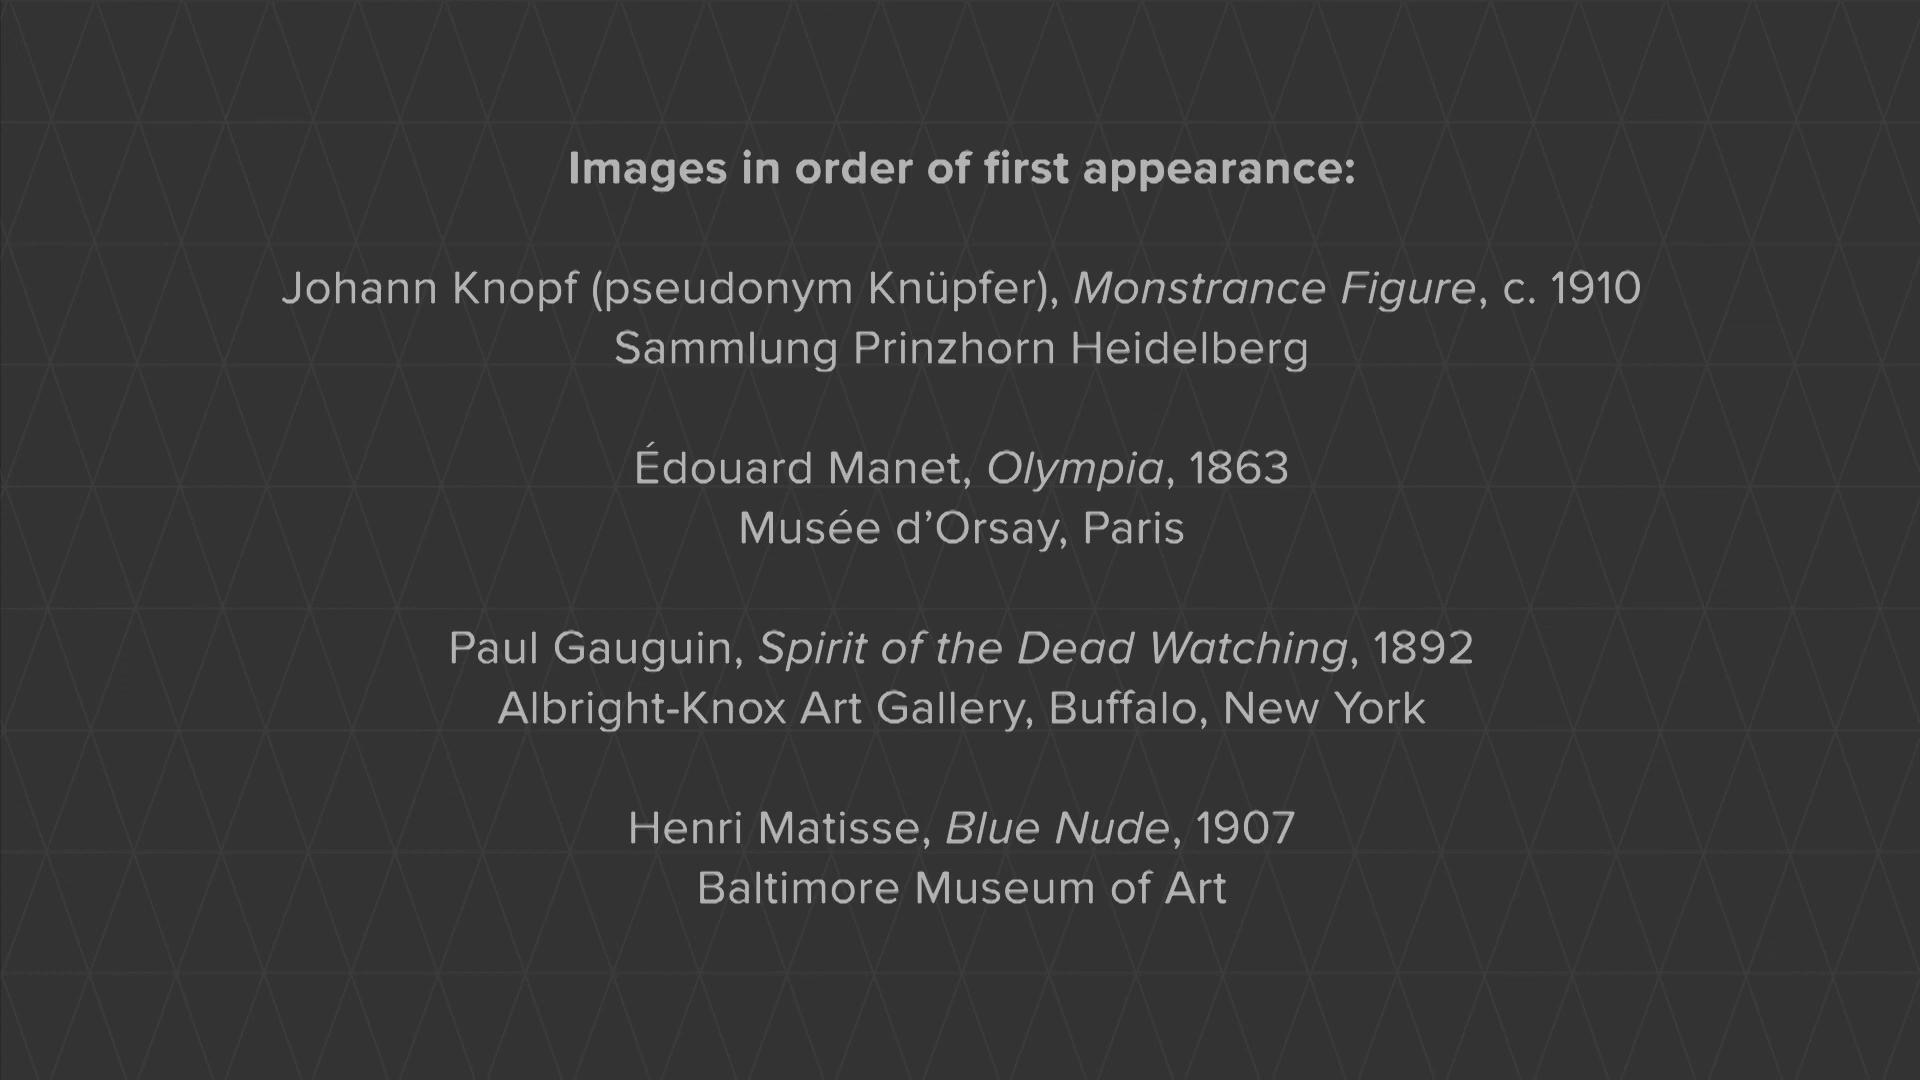 Images in order of first appearance:
Johann Knopf (pseudonym Knüpfer), Monstrance Figure, c. 1910
Sammlung Prinzhorn Heidelberg
Édouard Manet, Olympia, 1863
Musée d’Orsay, Paris
Paul Gauguin, Spirit of the Dead Watching, 1892
Albright-Knox Art Gallery, Buffalo, New York
Henri Matisse, Blue Nude, 1907
Baltimore Museum of Art